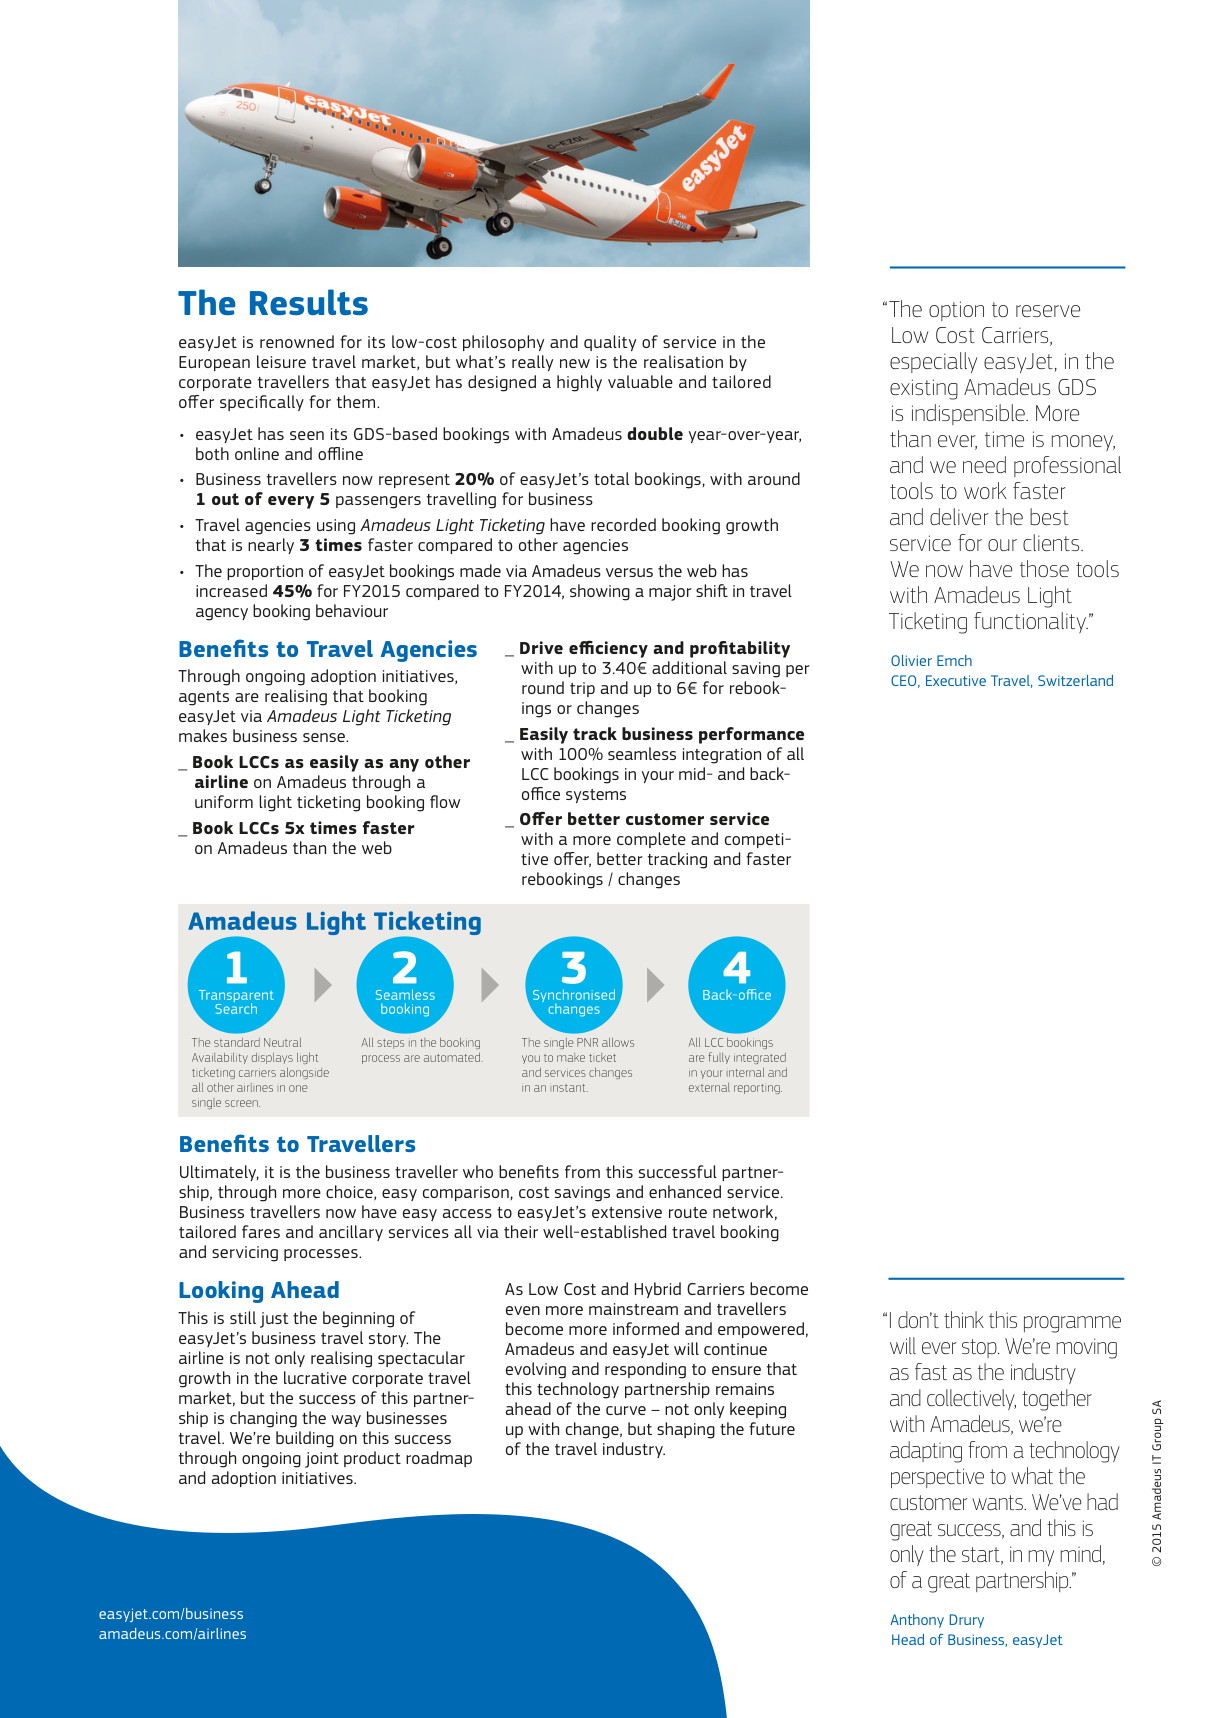 250
easyJet
G-EZOI
easyJet
The Results
easyJet is renowned for its low-cost philosophy and quality of service in the
European leisure travel market, but what's really new is the realisation by
corporate travellers that easyJet has designed a highly valuable and tailored
offer specifically for them.
• easyJet has seen its GDS-based bookings with Amadeus double year-over-year,
both online and offline
• Business travellers now represent 20% of easyJet's total bookings, with around
1 out of every 5 passengers travelling for business
• Travel agencies using Amadeus Light Ticketing have recorded booking growth
that is nearly 3 times faster compared to other agencies
• The proportion of easyJet bookings made via Amadeus versus the web has
increased 45% for FY2015 compared to FY2014, showing a major shift in travel
agency booking behaviour
Benefits to Travel Agencies
Through ongoing adoption initiatives,
agents are realising that booking
easyJet via Amadeus Light Ticketing
makes business sense.
_ Book LCCs as easily as any other
airline on Amadeus through a
uniform light ticketing booking flow
_ Book LCCs 5x times faster
on Amadeus than the web
_ Drive efficiency and profitability
with up to 3.40€ additional saving per
round trip and up to 6€ for rebook-
ings or changes
_ Easily track business performance
with 100% seamless integration of all
LCC bookings in your mid- and back-
office systems
_ Offer better customer service
with a more complete and competi-
tive offer, better tracking and faster
rebookings / changes
Amadeus Light Ticketing
1
Transparent
Search
The standard Neutral
Availability displays light
ticketing carriers alongside
all other airlines in one
single screen.
2
Seamless
booking
All steps in the booking
process are automated.
3
Synchronised
changes
The single PNR allows
you to make ticket
and services changes
in an instant.
4
Back-office
All LCC bookings
are fully integrated
in your internal and
external reporting.
Benefits to Travellers
Ultimately, it is the business traveller who benefits from this successful partner-
ship, through more choice, easy comparison, cost savings and enhanced service.
Business travellers now have easy access to easyJet's extensive route network,
tailored fares and ancillary services all via their well-established travel booking
and servicing processes.
Looking Ahead
This is still just the beginning of
easyJet's business travel story. The
airline is not only realising spectacular
growth in the lucrative corporate travel
market, but the success of this partner-
ship is changing the way businesses
travel. We're building on this success
through ongoing joint product roadmap
and adoption initiatives.
As Low Cost and Hybrid Carriers become
even more mainstream and travellers
become more informed and empowered,
Amadeus and easyJet will continue
evolving and responding to ensure that
this technology partnership remains
ahead of the curve – not only keeping
up with change, but shaping the future
of the travel industry.
“The option to reserve
Low Cost Carriers,
especially easyJet, in the
existing Amadeus GDS
is indispensible. More
than ever, time is money,
and we need professional
tools to work faster
and deliver the best
service for our clients.
We now have those tools
with Amadeus Light
Ticketing functionality.”
Olivier Emch
CEO, Executive Travel, Switzerland
“I don't think this programme
will ever stop. We're moving
as fast as the industry
and collectively, together
with Amadeus, we're
adapting from a technology
perspective to what the
customer wants. We've had
great success, and this is
only the start, in my mind,
of a great partnership.”
Anthony Drury
Head of Business, easyJet
© 2015 Amadeus IT Group SA
easyjet.com/business
amadeus.com/airlines